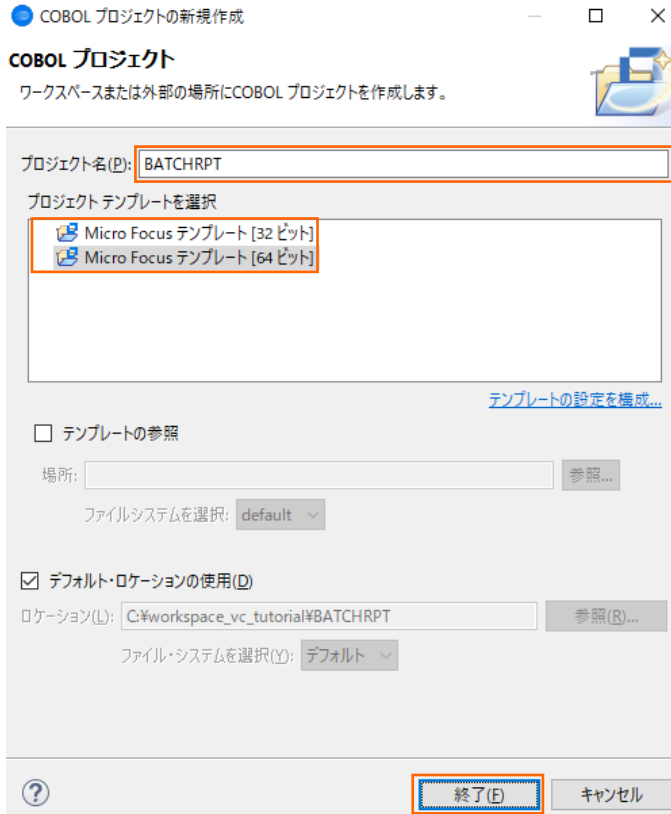 COBOL プロジェクトの新規作成
COBOL プロジェクト
ワークスペースまたは外部の場所にCOBOL プロジェクトを作成します。
プロジェクト名(P): BATCHRPT
プロジェクト テンプレートを選択
Micro Focus テンプレート [32 ビット]
Micro Focus テンプレート [64 ビット]
テンプレートの設定を構成...
テンプレートの参照
場所: 参照...
ファイルシステムを選択: default
デフォルト・ロケーションの使用(D)
ロケーション(L): C:¥workspace_vc_tutorial¥BATCHRPT 参照(R)...
ファイル・システムを選択(Y): デフォルト
? 終了(F) キャンセル